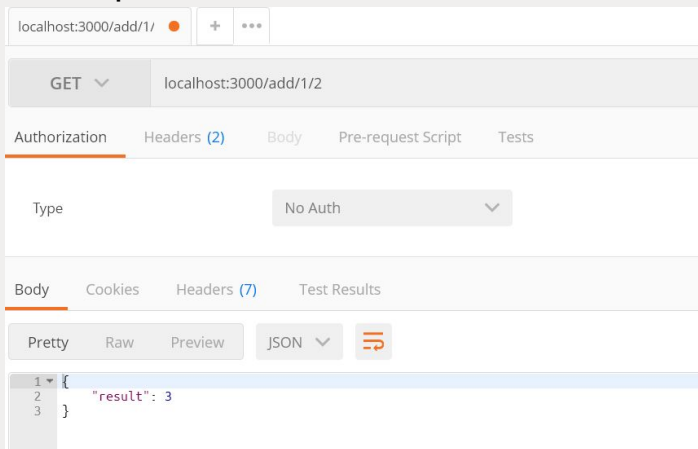 localhost:3000/add/1/
GET localhost:3000/add/1/2
Authorization Headers (2) Body Pre-request Script Tests
Type No Auth
Body Cookies Headers (7) Test Results
Pretty Raw Preview JSON
1 {
2 "result": 3
3 }